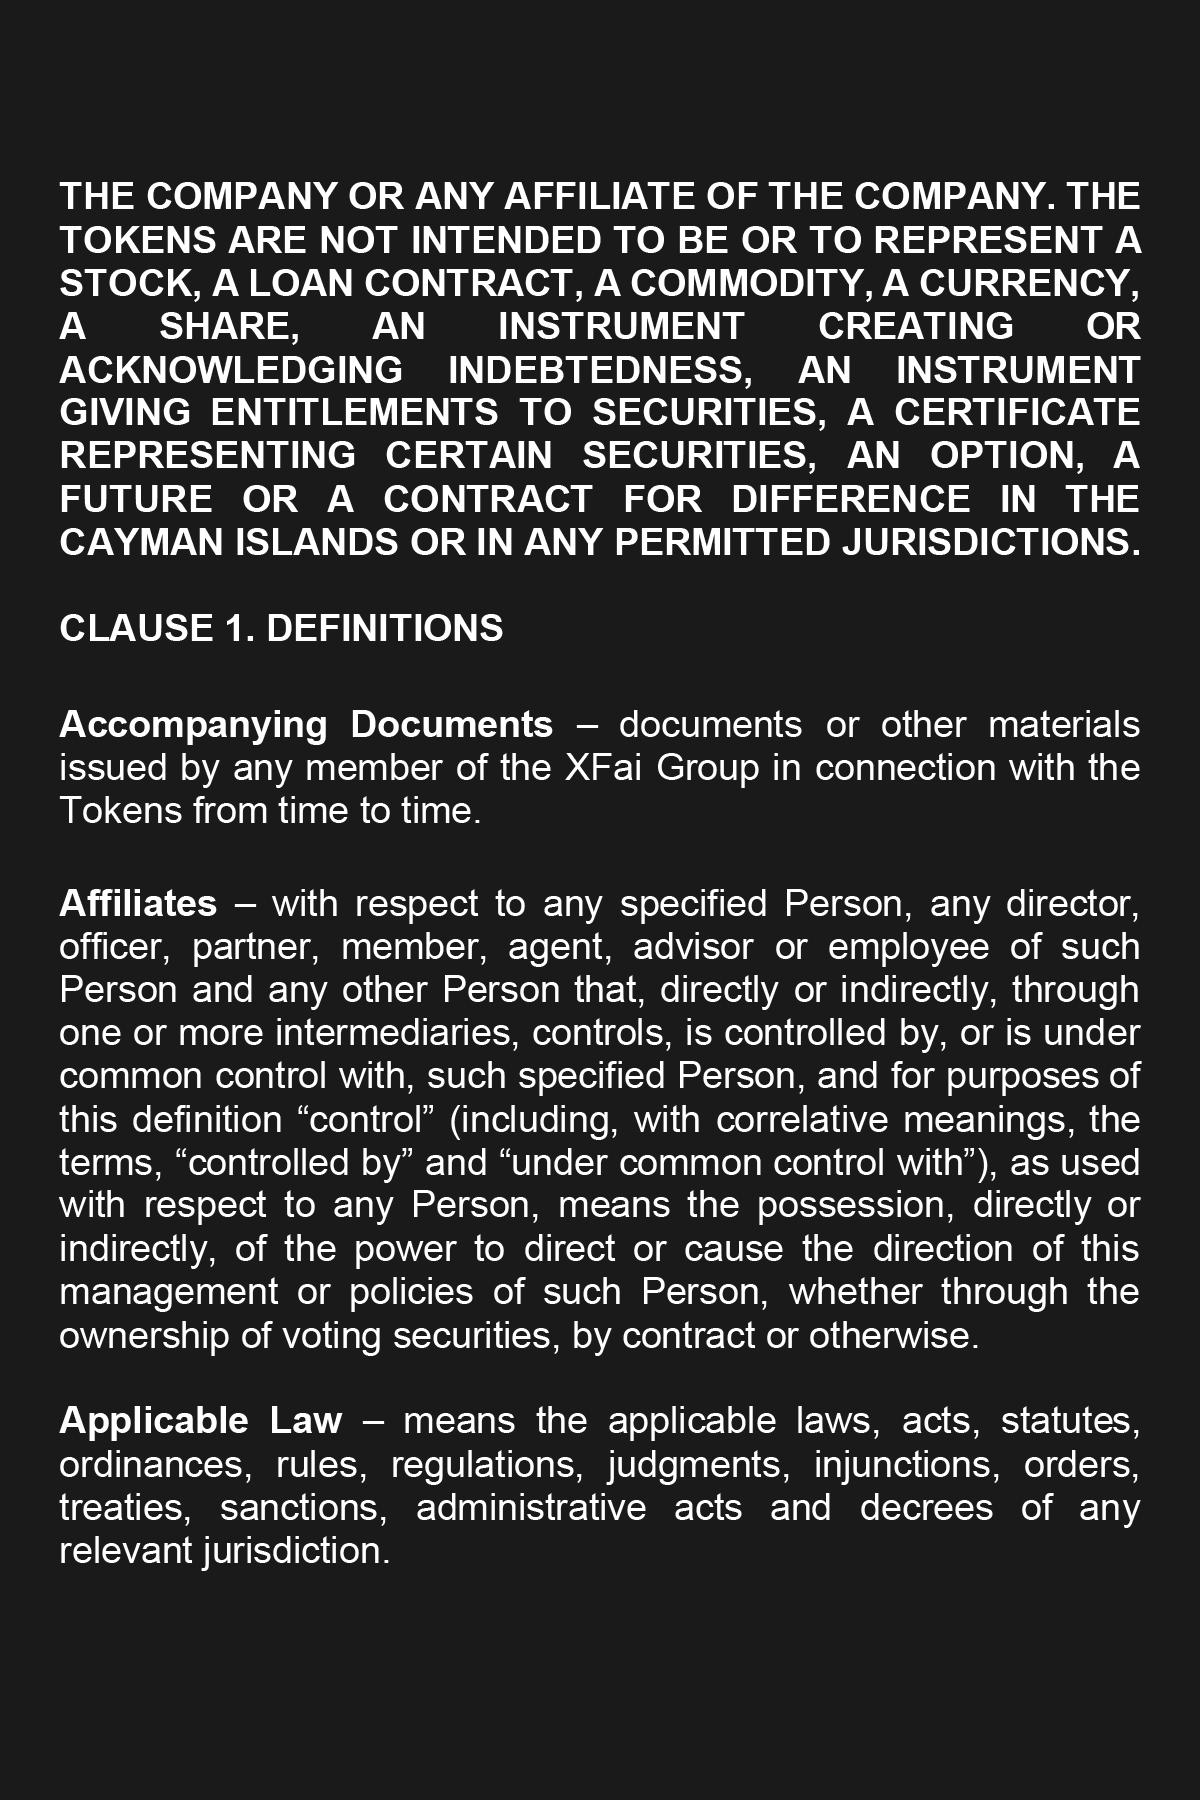 THE COMPANY OR ANY AFFILIATE OF THE COMPANY. THE
TOKENS ARE NOT INTENDED TO BE OR TO REPRESENT A
STOCK, A LOAN CONTRACT, A COMMODITY, A CURRENCY,
A SHARE, AN INSTRUMENT CREATING OR
ACKNOWLEDGING INDEBTEDNESS, AN INSTRUMENT
GIVING ENTITLEMENTS TO SECURITIES, A CERTIFICATE
REPRESENTING CERTAIN SECURITIES, AN OPTION, A
FUTURE OR A CONTRACT FOR DIFFERENCE IN THE
CAYMAN ISLANDS OR IN ANY PERMITTED JURISDICTIONS.
CLAUSE 1. DEFINITIONS
Accompanying Documents – documents or other materials
issued by any member of the XFai Group in connection with the
Tokens from time to time.
Affiliates – with respect to any specified Person, any director,
officer, partner, member, agent, advisor or employee of such
Person and any other Person that, directly or indirectly, through
one or more intermediaries, controls, is controlled by, or is under
common control with, such specified Person, and for purposes of
this definition “control” (including, with correlative meanings, the
terms, “controlled by” and “under common control with”), as used
with respect to any Person, means the possession, directly or
indirectly, of the power to direct or cause the direction of this
management or policies of such Person, whether through the
ownership of voting securities, by contract or otherwise.
Applicable Law – means the applicable laws, acts, statutes,
ordinances, rules, regulations, judgments, injunctions, orders,
treaties, sanctions, administrative acts and decrees of any
relevant jurisdiction.